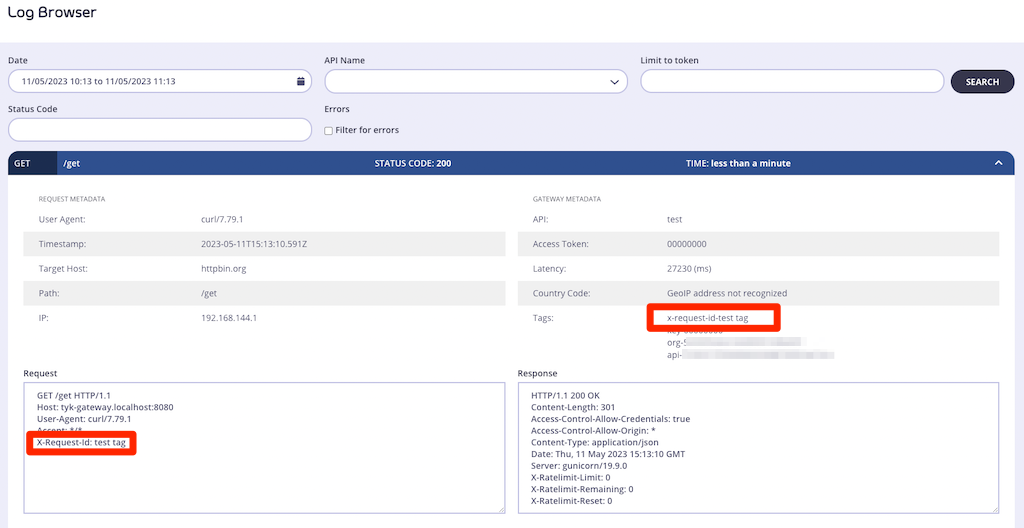 Log Browser
Date
API Name
Limit to token
11/05/2023 10:13 to 11/05/2023 11:13
SEARCH
Status Code
Errors
Filter for errors
GET /get STATUS CODE: 200 TIME: less than a minute
REQUEST METADATA
User Agent: curl/7.79.1
Timestamp: 2023-05-11T15:13:10.591Z
Target Host: httpbin.org
Path: /get
IP: 192.168.144.1
GATEWAY METADATA
API: test
Access Token: 00000000
Latency: 27230 (ms)
Country Code: GeoIP address not recognized
Tags: x-request-id-test tag
key-00000000
org-
api-
Request
GET /get HTTP/1.1
Host: tyk-gateway.localhost:8080
User-Agent: curl/7.79.1
Accept: */*
X-Request-Id: test tag
Response
HTTP/1.1 200 OK
Content-Length: 301
Access-Control-Allow-Credentials: true
Access-Control-Allow-Origin: *
Content-Type: application/json
Date: Thu, 11 May 2023 15:13:10 GMT
Server: gunicorn/19.9.0
X-Ratelimit-Limit: 0
X-Ratelimit-Remaining: 0
X-Ratelimit-Reset: 0